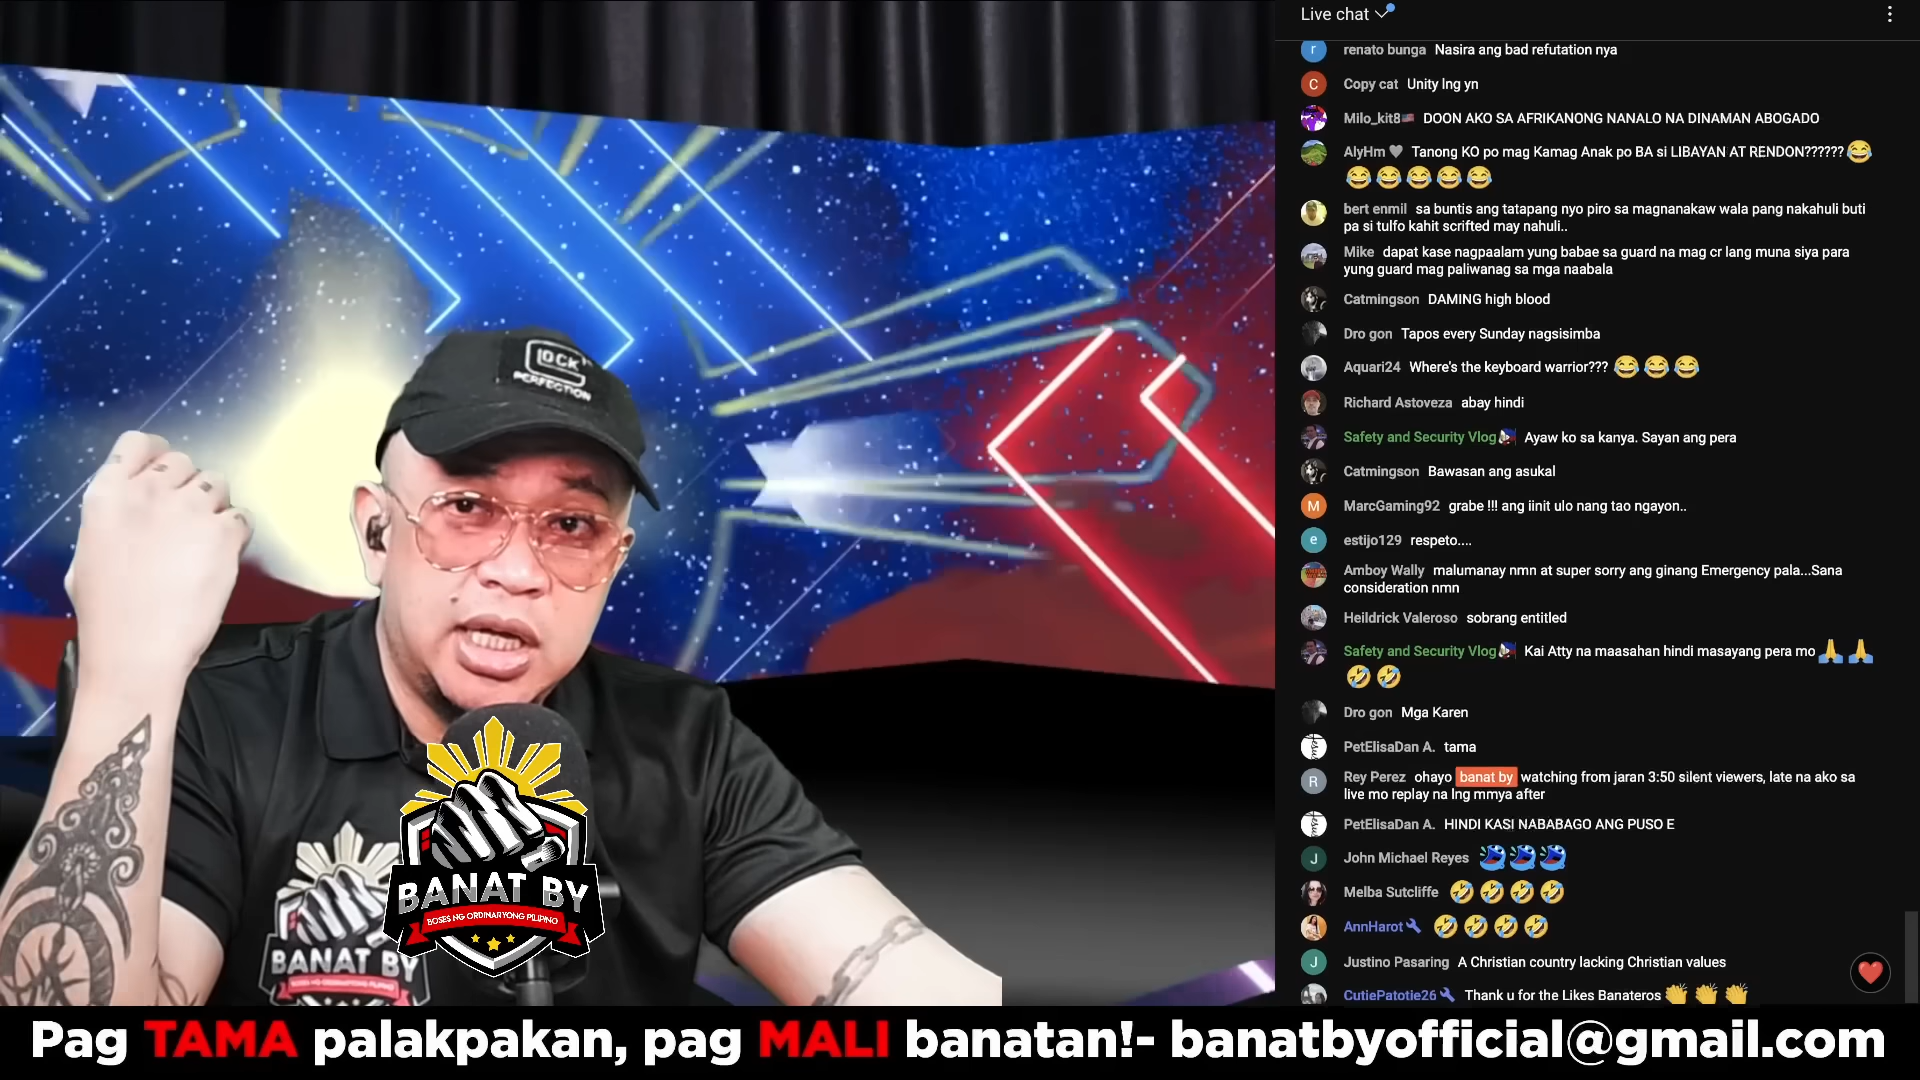 Live chat
renato bunga Nasira ang bad refutation nya
Copy cat Unity lng yn
Milo_kit8 DOON AKO SA AFRIKANONG NANALO NA DINAMAN ABOGADO
AlyHm Tanong KO po mag Kamag Anak po BA si LIBAYAN AT RENDON?????? 😂
😂😂😂😂😂
bert enmil sa buntis ang tatapang nyo piro sa magnanakaw wala pang nakahuli buti
pa si tulfo kahit scrifted may nahuli..
Mike dapat kase nagpaalam yung babae sa guard na mag cr lang muna siya para
yung guard mag paliwanag sa mga naabala
Catmingson DAMING high blood
Dro gon Tapos every Sunday nagsisimba
Aquari24 Where's the keyboard warrior??? 😂😂😂
Richard Astoveza abay hindi
Safety and Security Vlog Ayaw ko sa kanya. Sayan ang pera
Catmingson Bawasan ang asukal
MarcGaming92 grabe !!! ang iinit ulo nang tao ngayon..
estijo129 respeto....
Amboy Wally malumanay nmn at super sorry ang ginang Emergency pala...Sana
consideration nmn
Heildrick Valeroso sobrang entitled
Safety and Security Vlog Kai Atty na maasahan hindi masayang pera mo 🙏🙏
🤣🤣
Dro gon Mga Karen
PetElisaDan A. tama
Rey Perez ohayo banat by watching from jaran 3:50 silent viewers, late na ako sa
live mo replay na lng mmya after
PetElisaDan A. HINDI KASI NABABAGO ANG PUSO E
John Michael Reyes
Melba Sutcliffe 🤣🤣🤣🤣
AnnHarot 🤣🤣🤣🤣
Justino Pasaring A Christian country lacking Christian values
CutiePatotie26 Thank u for the Likes Banateros 👏👏👏
GLOCK
PERFECTION
BANAT BY
BOSES NG ORDINARYONG PILIPINO
BANAT BY
BOSES NG ORDINARYONG PILIPINO
Pag TAMA palakpakan, pag MALI banatan!- banatbyofficial@gmail.com